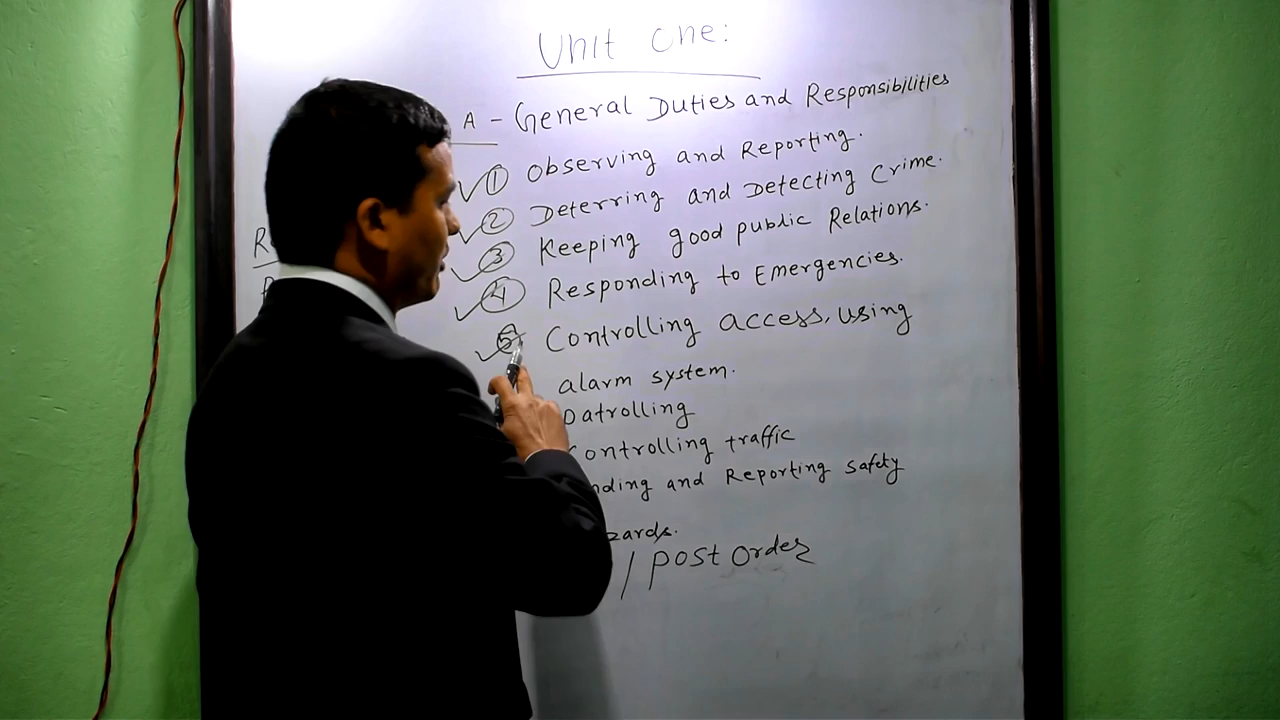 Unit One:
A - General Duties and Responsibilities
1 Observing and Reporting.
2 Deterring and Detecting Crime.
3 Keeping good public Relations.
4 Responding to Emergencies.
5 Controlling access, using
alarm system.
Patrolling
Controlling traffic
and Reporting safety
/ Post Order